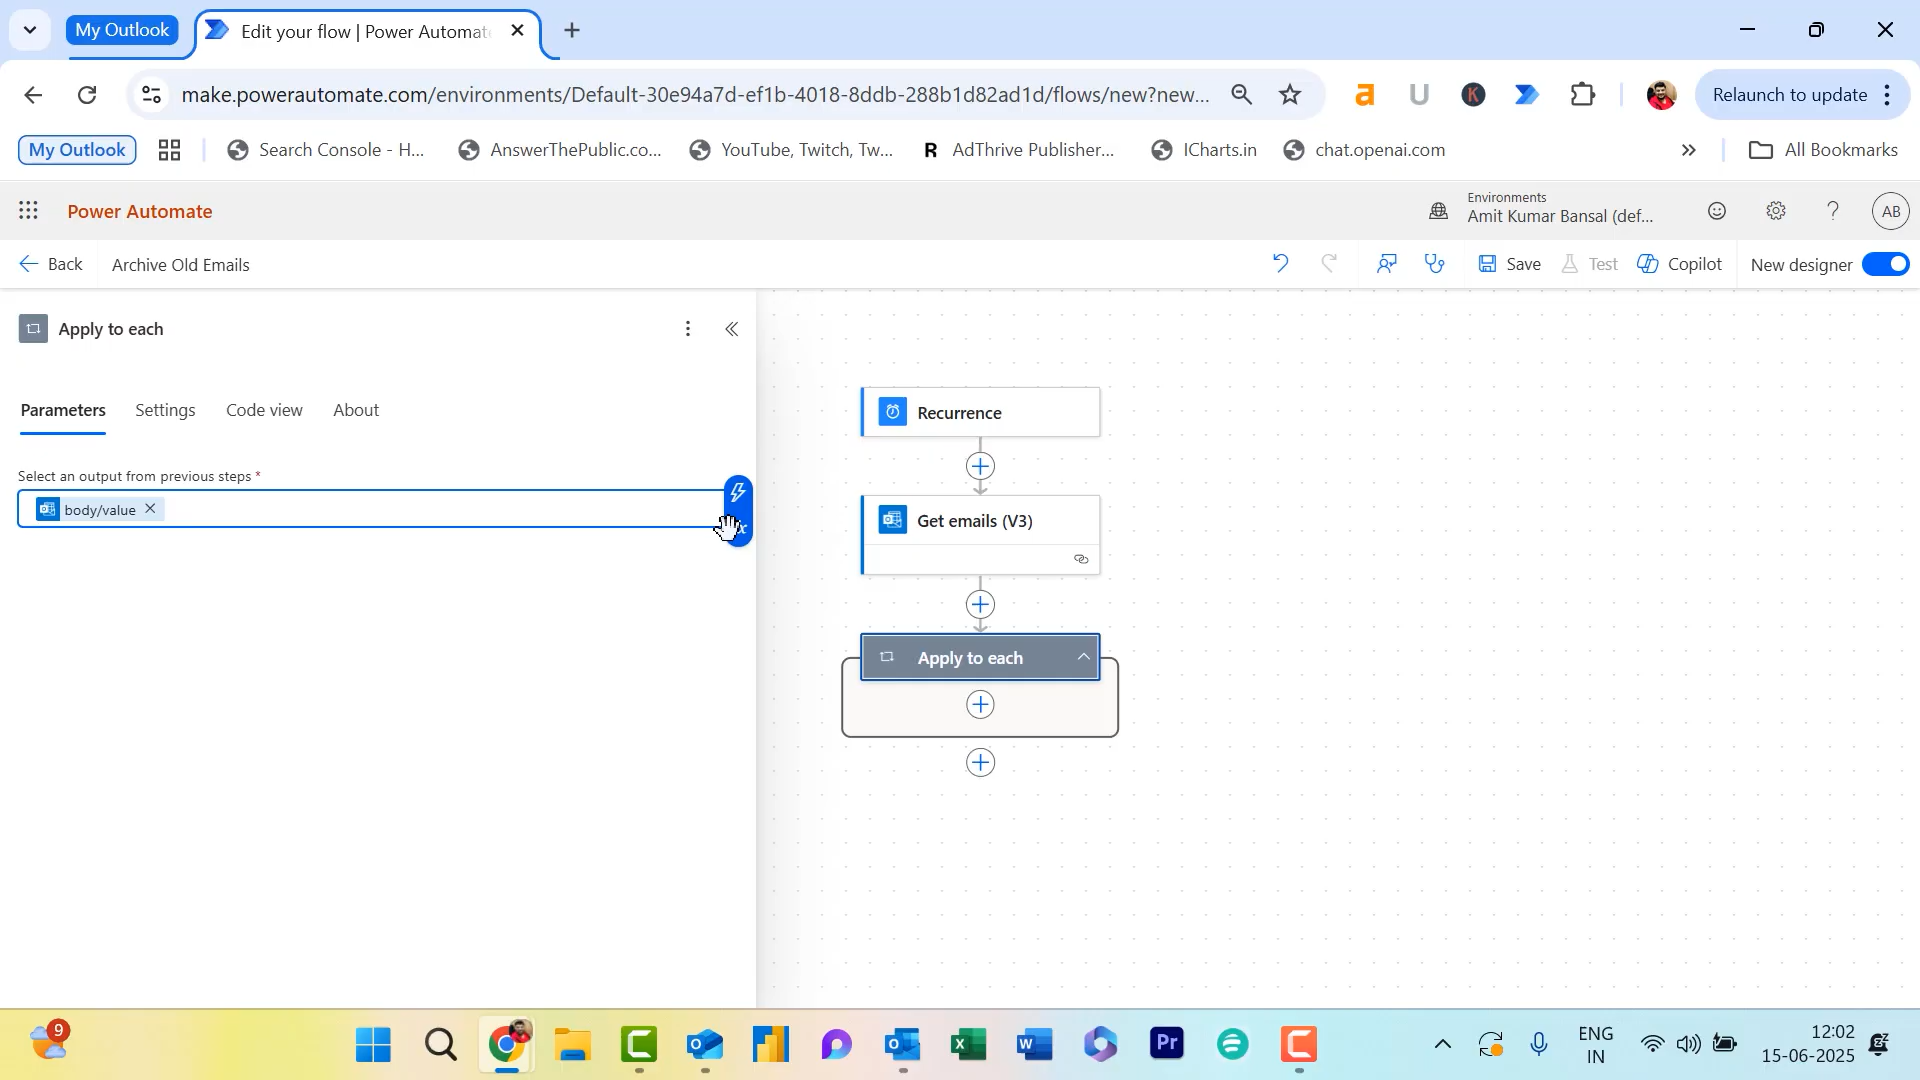 My Outlook
Edit your flow | Power Automat
make.powerautomate.com/environments/Default-30e94a7d-ef1b-4018-8ddb-288b1d82ad1d/flows/new?new...
a
U
K
Relaunch to update
My Outlook
Search Console - H...
AnswerThePublic.co...
YouTube, Twitch, Tw...
R AdThrive Publisher...
ICharts.in
chat.openai.com
All Bookmarks
Power Automate
Environments
Amit Kumar Bansal (def...
AB
Back
Archive Old Emails
Save
Test
Copilot
New designer
Apply to each
Parameters
Settings
Code view
About
Select an output from previous steps *
body/value
Recurrence
Get emails (V3)
Apply to each
9
Pr
ENG
IN
12:02
15-06-2025